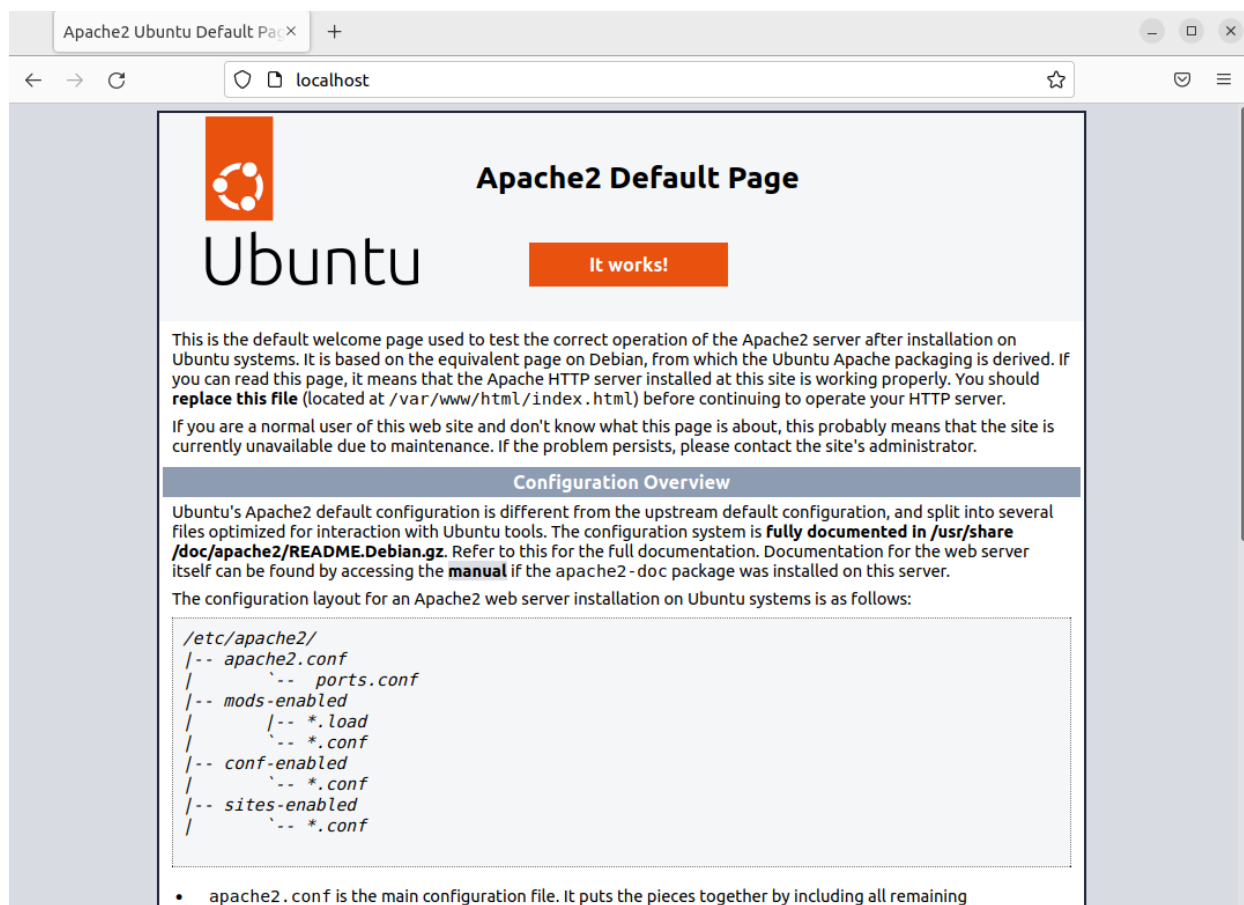 Apache2 Ubuntu Default Pag
localhost
Apache2 Default Page
Ubuntu
It works!
This is the default welcome page used to test the correct operation of the Apache2 server after installation on
Ubuntu systems. It is based on the equivalent page on Debian, from which the Ubuntu Apache packaging is derived. If
you can read this page, it means that the Apache HTTP server installed at this site is working properly. You should
replace this file (located at /var/www/html/index.html) before continuing to operate your HTTP server.
If you are a normal user of this web site and don't know what this page is about, this probably means that the site is
currently unavailable due to maintenance. If the problem persists, please contact the site's administrator.
Configuration Overview
Ubuntu's Apache2 default configuration is different from the upstream default configuration, and split into several
files optimized for interaction with Ubuntu tools. The configuration system is fully documented in /usr/share
/doc/apache2/README.Debian.gz. Refer to this for the full documentation. Documentation for the web server
itself can be found by accessing the manual if the apache2-doc package was installed on this server.
The configuration layout for an Apache2 web server installation on Ubuntu systems is as follows:
/etc/apache2/
|-- apache2.conf
|       `--  ports.conf
|-- mods-enabled
|       |-- *.load
|       `-- *.conf
|-- conf-enabled
|       `-- *.conf
|-- sites-enabled
|       `-- *.conf
• apache2.conf is the main configuration file. It puts the pieces together by including all remaining